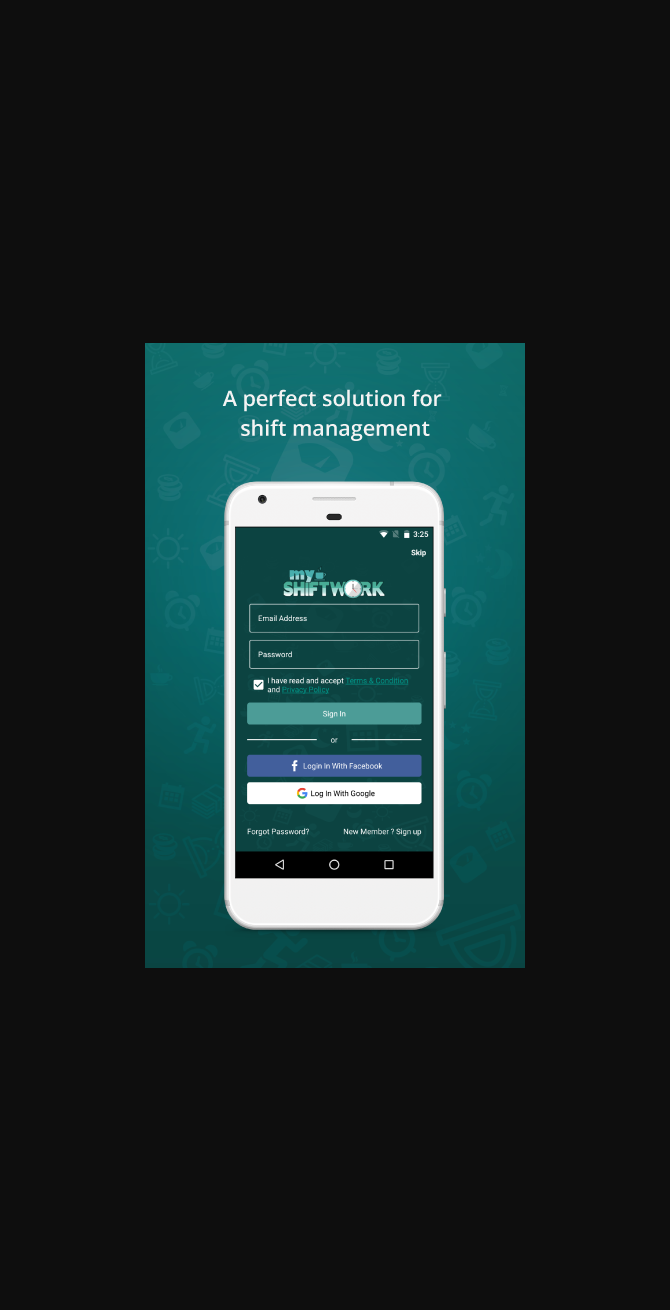 A perfect solution for
shift management
3:25
Skip
my
SHIFTWORK
Email Address
Password
I have read and accept Terms & Condition
and Privacy Policy
Sign In
or
f Login In With Facebook
G Log In With Google
Forgot Password? New Member ? Sign up